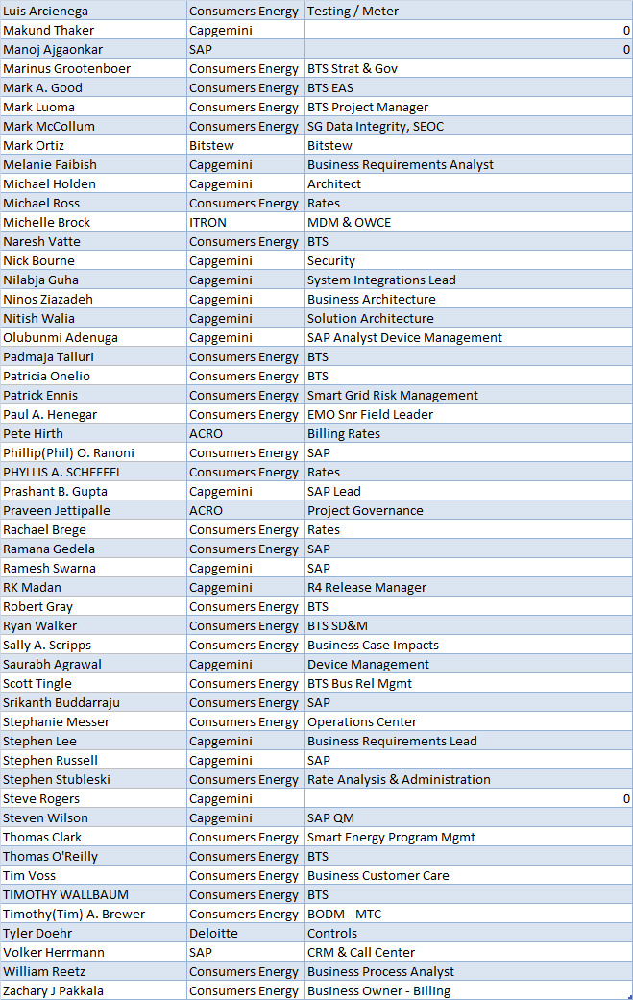 Luis Arcienega Consumers Energy Testing / Meter
Makund Thaker Capgemini 0
Manoj Ajgaonkar SAP 0
Marinus Grootenboer Consumers Energy BTS Strat & Gov
Mark A. Good Consumers Energy BTS EAS
Mark Luoma Consumers Energy BTS Project Manager
Mark McCollum Consumers Energy SG Data Integrity, SEOC
Mark Ortiz Bitstew Bitstew
Melanie Faibish Capgemini Business Requirements Analyst
Michael Holden Capgemini Architect
Michael Ross Consumers Energy Rates
Michelle Brock ITRON MDM & OWCE
Naresh Vatte Consumers Energy BTS
Nick Bourne Capgemini Security
Nilabja Guha Capgemini System Integrations Lead
Ninos Ziazadeh Capgemini Business Architecture
Nitish Walia Capgemini Solution Architecture
Olubunmi Adenuga Capgemini SAP Analyst Device Management
Padmaja Talluri Consumers Energy BTS
Patricia Onelio Consumers Energy BTS
Patrick Ennis Consumers Energy Smart Grid Risk Management
Paul A. Henegar Consumers Energy EMO Snr Field Leader
Pete Hirth ACRO Billing Rates
Phillip(Phil) O. Ranoni Consumers Energy SAP
PHYLLIS A. SCHEFFEL Consumers Energy Rates
Prashant B. Gupta Capgemini SAP Lead
Praveen Jettipalle ACRO Project Governance
Rachael Brege Consumers Energy Rates
Ramana Gedela Consumers Energy SAP
Ramesh Swarna Capgemini SAP
RK Madan Capgemini R4 Release Manager
Robert Gray Consumers Energy BTS
Ryan Walker Consumers Energy BTS SD&M
Sally A. Scripps Consumers Energy Business Case Impacts
Saurabh Agrawal Capgemini Device Management
Scott Tingle Consumers Energy BTS Bus Rel Mgmt
Srikanth Buddarraju Consumers Energy SAP
Stephanie Messer Consumers Energy Operations Center
Stephen Lee Capgemini Business Requirements Lead
Stephen Russell Capgemini SAP
Stephen Stubleski Consumers Energy Rate Analysis & Administration
Steve Rogers Capgemini 0
Steven Wilson Capgemini SAP QM
Thomas Clark Consumers Energy Smart Energy Program Mgmt
Thomas O'Reilly Consumers Energy BTS
Tim Voss Consumers Energy Business Customer Care
TIMOTHY WALLBAUM Consumers Energy BTS
Timothy(Tim) A. Brewer Consumers Energy BODM - MTC
Tyler Doehr Deloitte Controls
Volker Herrmann SAP CRM & Call Center
William Reetz Consumers Energy Business Process Analyst
Zachary J Pakkala Consumers Energy Business Owner - Billing